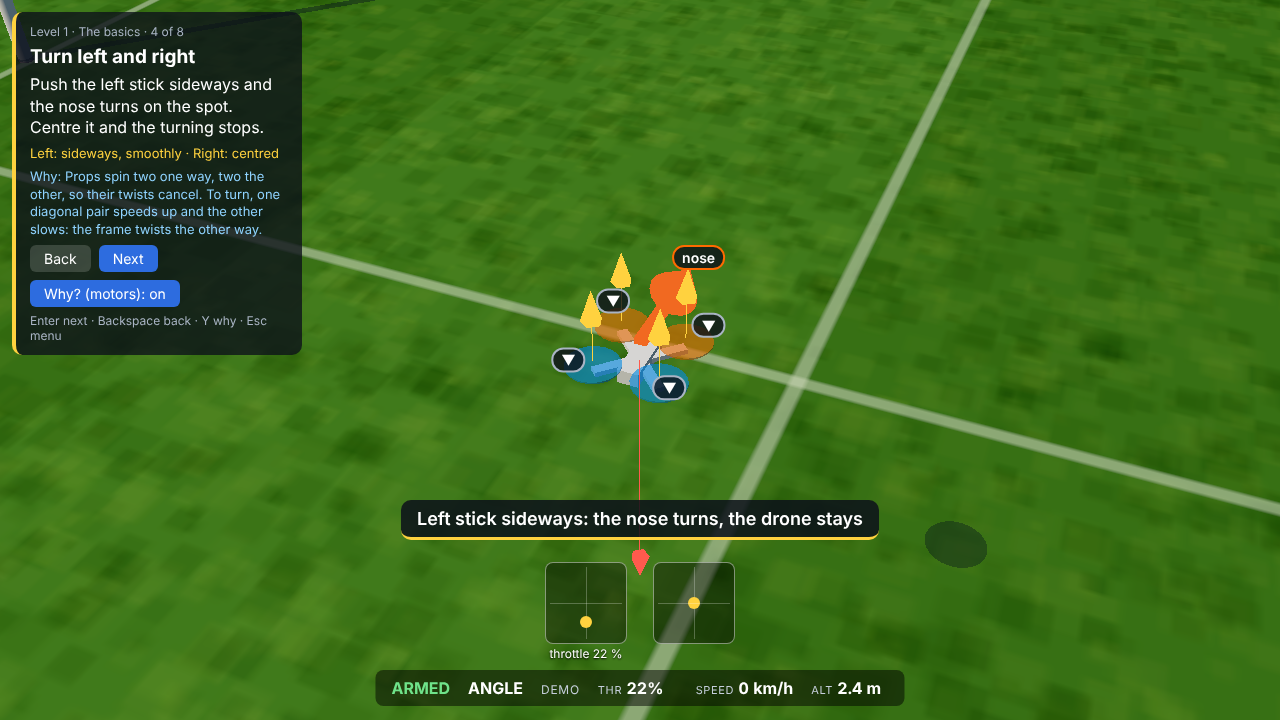 Level 1 · The basics · 4 of 8
Turn left and right
Push the left stick sideways and
the nose turns on the spot.
Centre it and the turning stops.
Left: sideways, smoothly · Right: centred
Why: Props spin two one way, two the
other, so their twists cancel. To turn, one
diagonal pair speeds up and the other
slows: the frame twists the other way.
Back Next
Why? (motors): on
Enter next · Backspace back · Y why · Esc
menu
nose
Left stick sideways: the nose turns, the drone stays
throttle 22 %
ARMED ANGLE DEMO THR 22% SPEED 0 km/h ALT 2.4 m